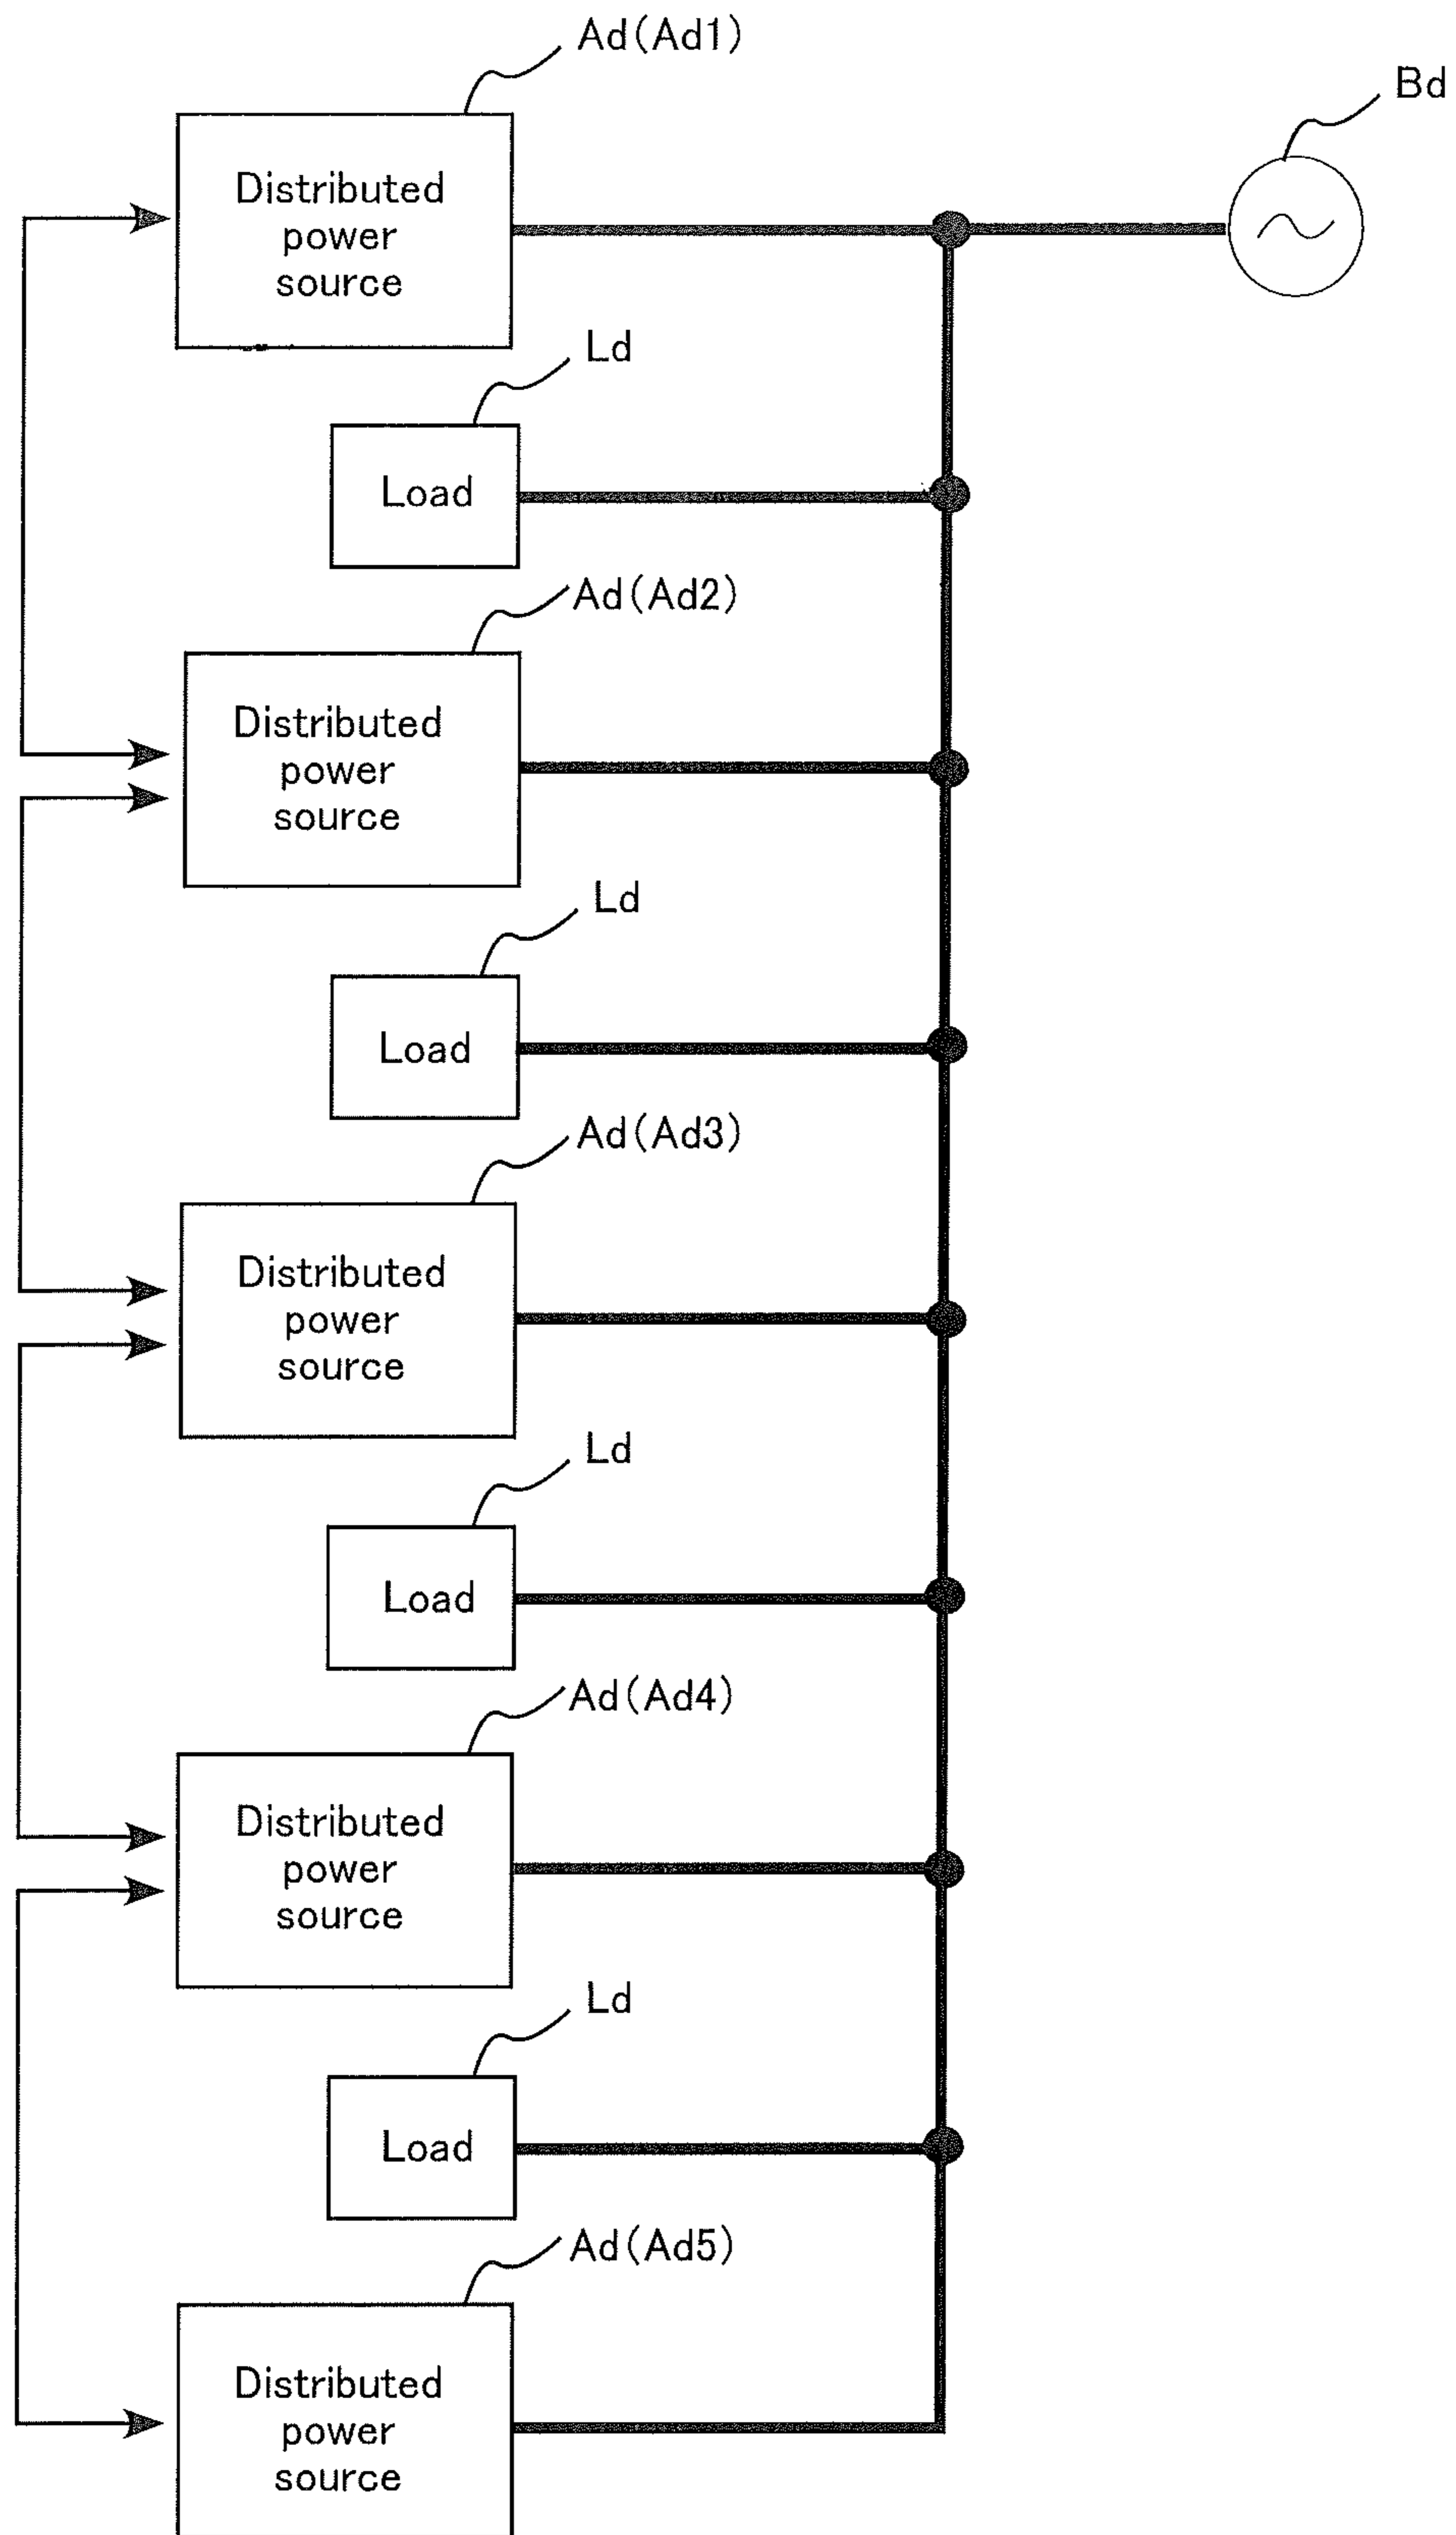 Ad(Ad1)
Bd
Distributed
power
source
Ld
Load
Ad(Ad2)
Distributed
power
source
Ld
Load
Ad(Ad3)
Distributed
power
source
Ld
Load
Ad(Ad4)
Distributed
power
source
Ld
Load
Ad(Ad5)
Distributed
power
source